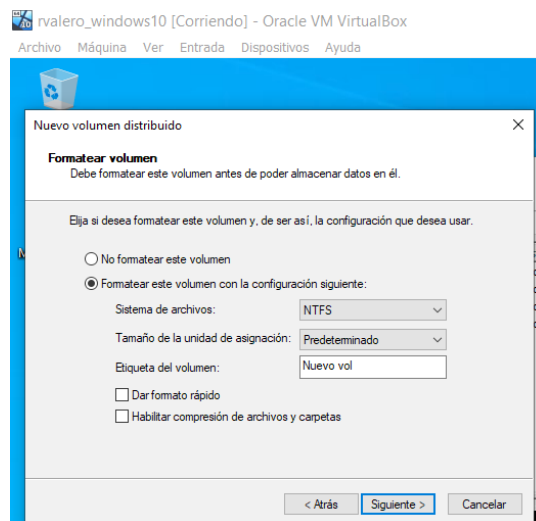 rvalero_windows10 [Corriendo] - Oracle VM VirtualBox
Archivo Máquina Ver Entrada Dispositivos Ayuda
Nuevo volumen distribuido
Formatear volumen
Debe formatear este volumen antes de poder almacenar datos en él.
Elija si desea formatear este volumen y, de ser así, la configuración que desea usar.
No formatear este volumen
Formatear este volumen con la configuración siguiente:
Sistema de archivos: NTFS
Tamaño de la unidad de asignación: Predeterminado
Etiqueta del volumen: Nuevo vol
Dar formato rápido
Habilitar compresión de archivos y carpetas
< Atrás Siguiente > Cancelar